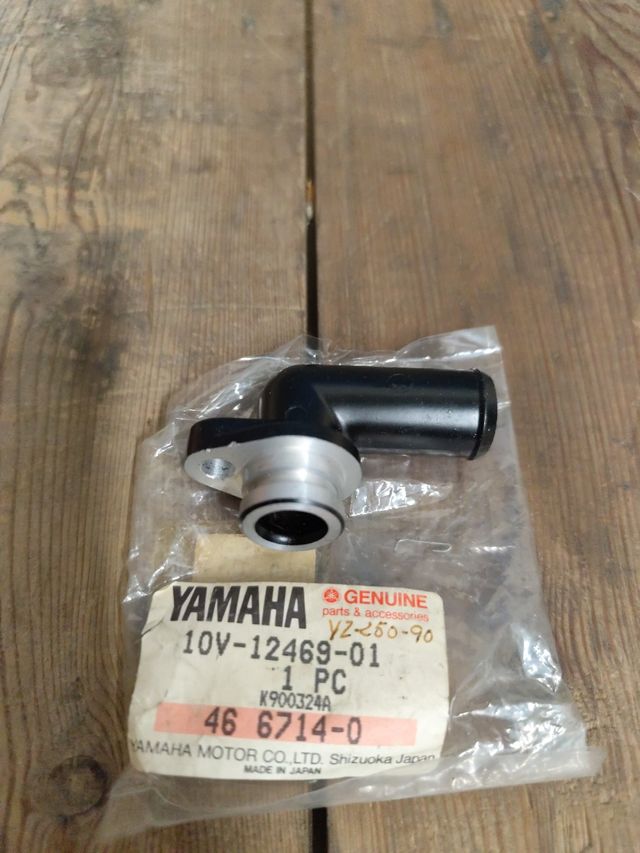 YAMAHA GENUINE
parts & accessories
YZ-250-90
10V-12469-01
1 PC
K900324A
46 6714-0
YAMAHA MOTOR CO.,LTD. Shizuoka Japan
MADE IN JAPAN